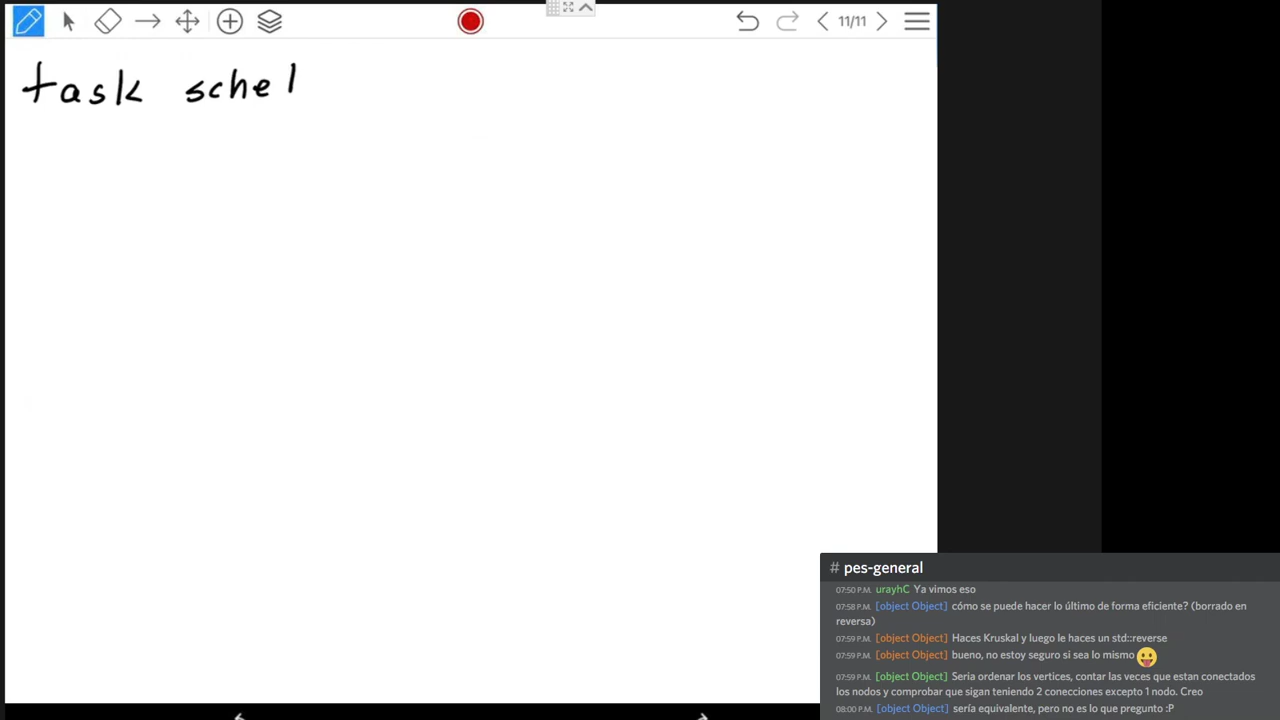 11/11
task schel
# pes-general
07:50 P.M. urayhC Ya vimos eso
07:58 P.M. [object Object] cómo se puede hacer lo último de forma eficiente? (borrado en
reversa)
07:59 P.M. [object Object] Haces Kruskal y luego le haces un std::reverse
07:59 P.M. [object Object] bueno, no estoy seguro si sea lo mismo 😛
07:59 P.M. [object Object] Seria ordenar los vertices, contar las veces que estan conectados
los nodos y comprobar que sigan teniendo 2 conecciones excepto 1 nodo. Creo
08:00 P.M. [object Object] sería equivalente, pero no es lo que pregunto :P